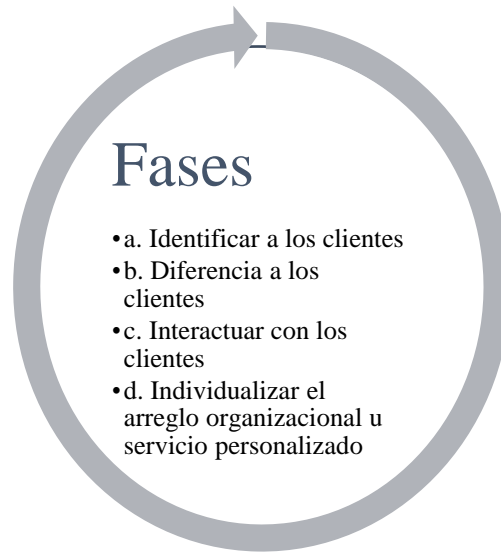 Fases
•a. Identificar a los clientes
•b. Diferencia a los
clientes
•c. Interactuar con los
clientes
•d. Individualizar el
arreglo organizacional u
servicio personalizado